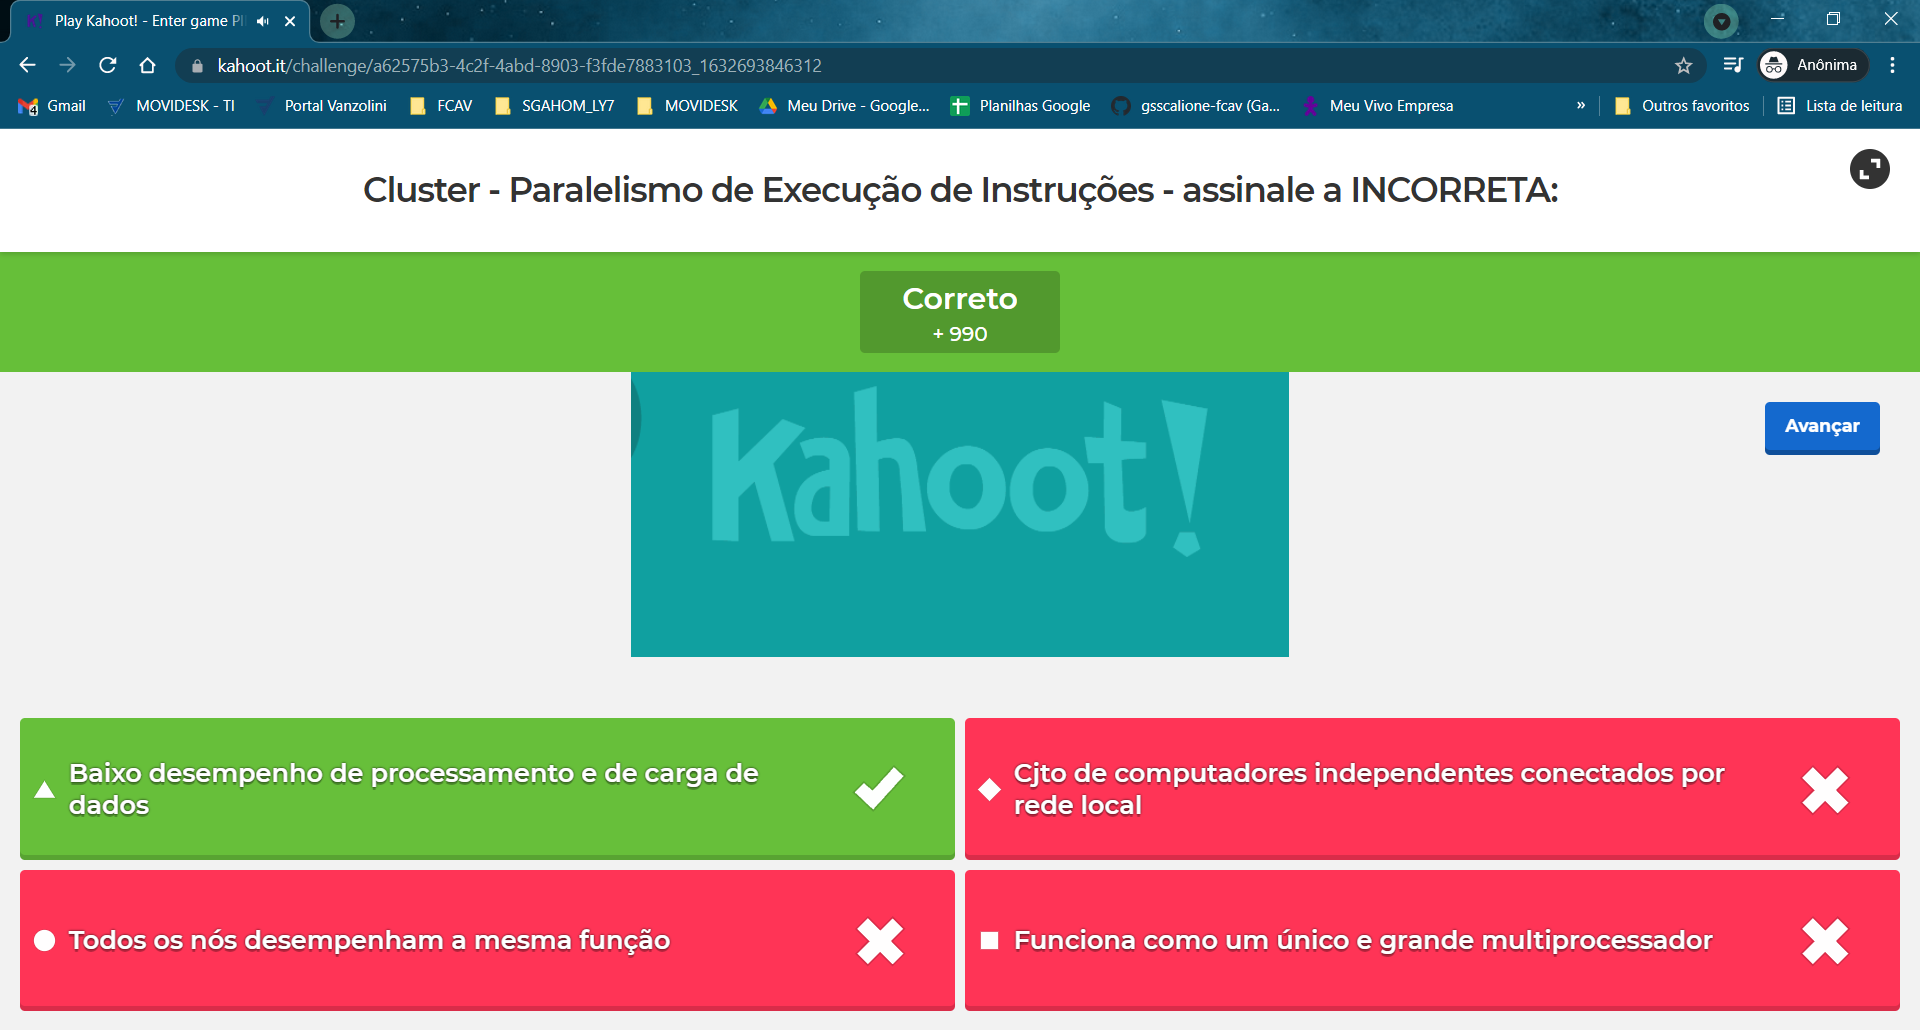 Play Kahoot! - Enter game
kahoot.it/challenge/a62575b3-4c2f-4abd-8903-f3fde7883103_1632693846312
Anônima
Gmail
MOVIDESK - TI
Portal Vanzolini
FCAV
SGAHOM_LY7
MOVIDESK
Meu Drive - Google...
Planilhas Google
gsscalione-fcav (Ga...
Meu Vivo Empresa
»
Outros favoritos
Lista de leitura
Cluster - Paralelismo de Execução de Instruções - assinale a INCORRETA:
Correto
+ 990
Kahoot!
Avançar
Baixo desempenho de processamento e de carga de
dados
Cjto de computadores independentes conectados por
rede local
Todos os nós desempenham a mesma função
Funciona como um único e grande multiprocessador